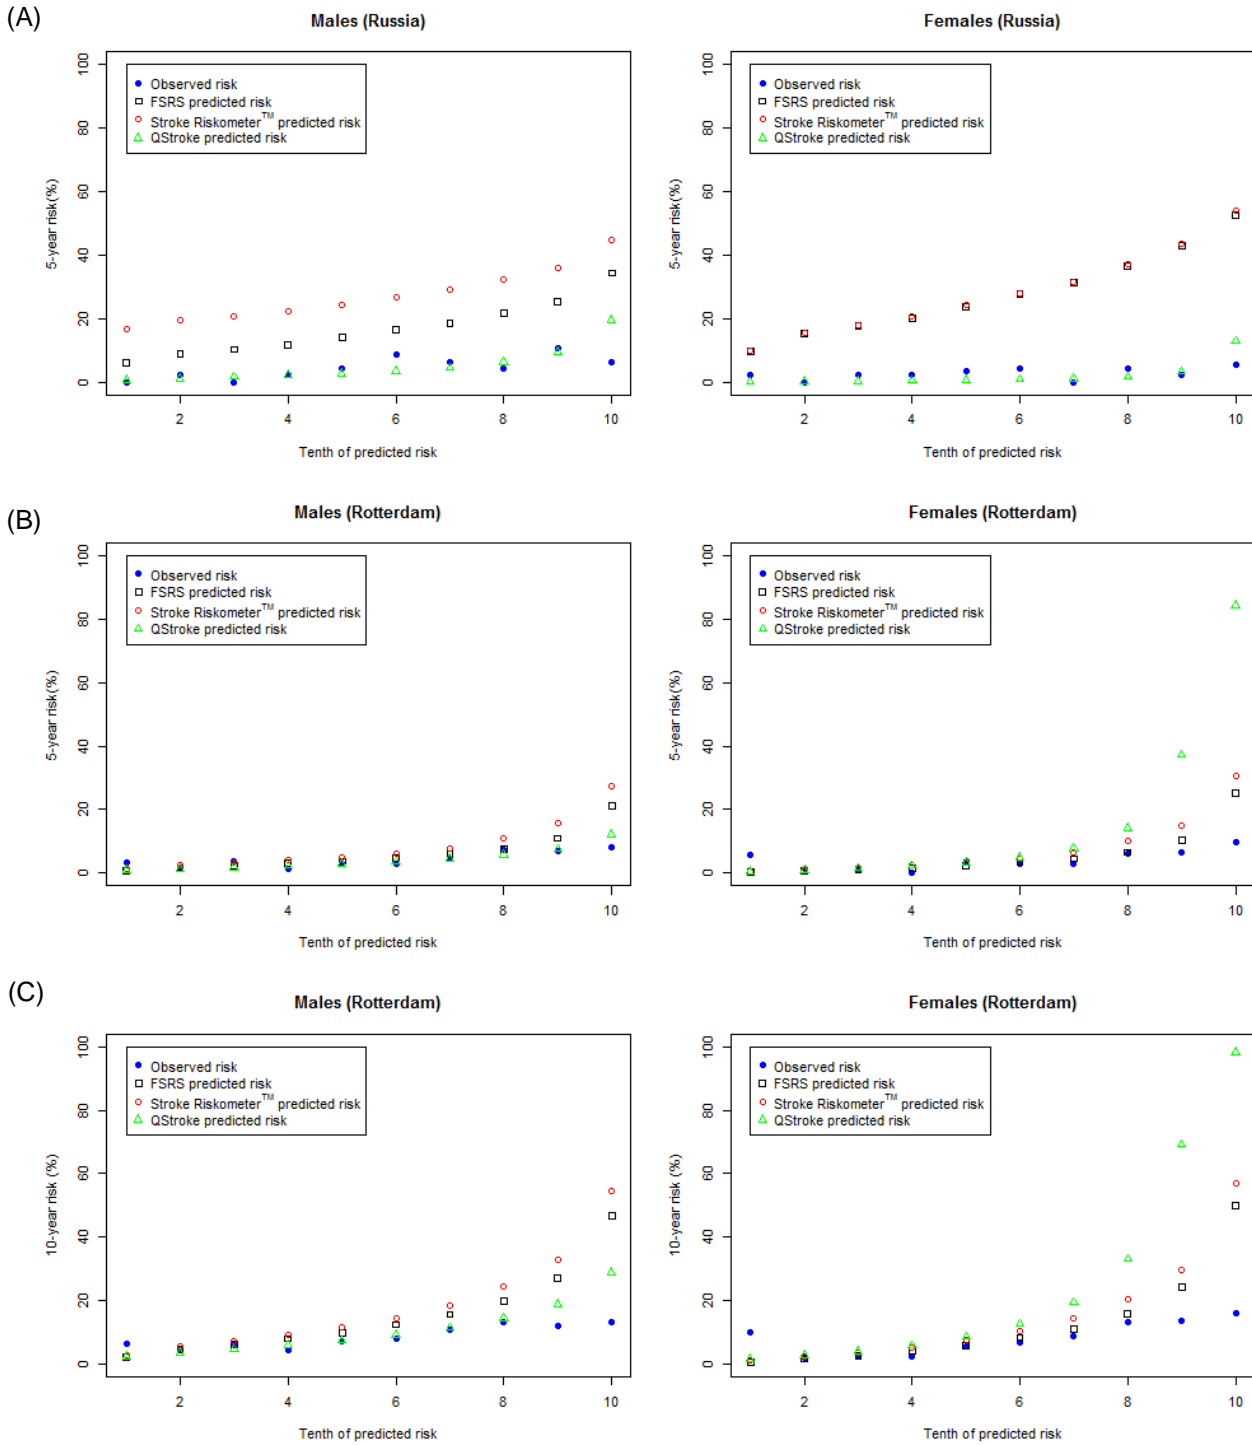 (A)
Males (Russia)
Females (Russia)
5-year risk(%)
0
20
40
60
80
100
Observed risk
FSRS predicted risk
Stroke Riskometer™ predicted risk
QStroke predicted risk
2
4
6
8
10
Tenth of predicted risk
5-year risk(%)
0
20
40
60
80
100
Observed risk
FSRS predicted risk
Stroke Riskometer™ predicted risk
QStroke predicted risk
2
4
6
8
10
Tenth of predicted risk
(B)
Males (Rotterdam)
Females (Rotterdam)
5-year risk(%)
0
20
40
60
80
100
Observed risk
FSRS predicted risk
Stroke Riskometer™ predicted risk
QStroke predicted risk
2
4
6
8
10
Tenth of predicted risk
5-year risk(%)
0
20
40
60
80
100
Observed risk
FSRS predicted risk
Stroke Riskometer™ predicted risk
QStroke predicted risk
2
4
6
8
10
Tenth of predicted risk
(C)
Males (Rotterdam)
Females (Rotterdam)
10-year risk (%)
0
20
40
60
80
100
Observed risk
FSRS predicted risk
Stroke Riskometer™ predicted risk
QStroke predicted risk
2
4
6
8
10
Tenth of predicted risk
10-year risk (%)
0
20
40
60
80
100
Observed risk
FSRS predicted risk
Stroke Riskometer™ predicted risk
QStroke predicted risk
2
4
6
8
10
Tenth of predicted risk